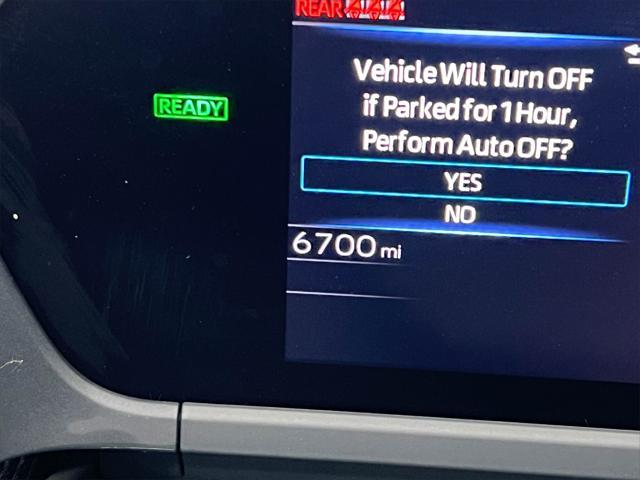 REAR
READY
Vehicle Will Turn OFF
if Parked for 1 Hour,
Perform Auto OFF?
YES
NO
6700 mi